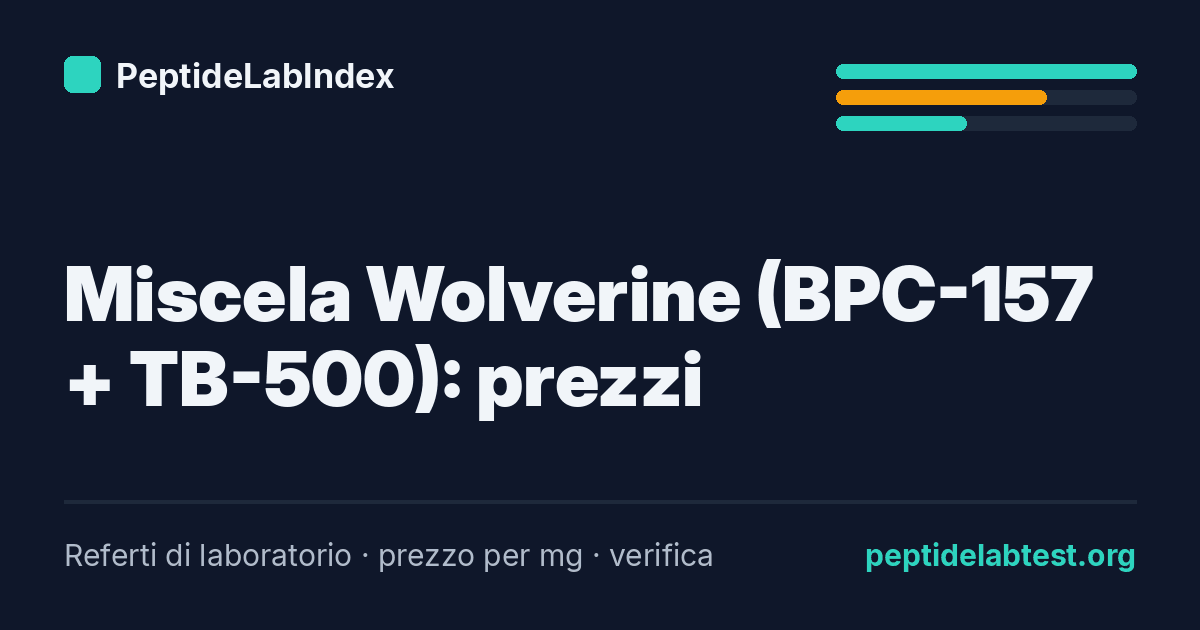 PeptideLabIndex
Miscela Wolverine (BPC-157
+ TB-500): prezzi
Referti di laboratorio · prezzo per mg · verifica
peptidelabtest.org